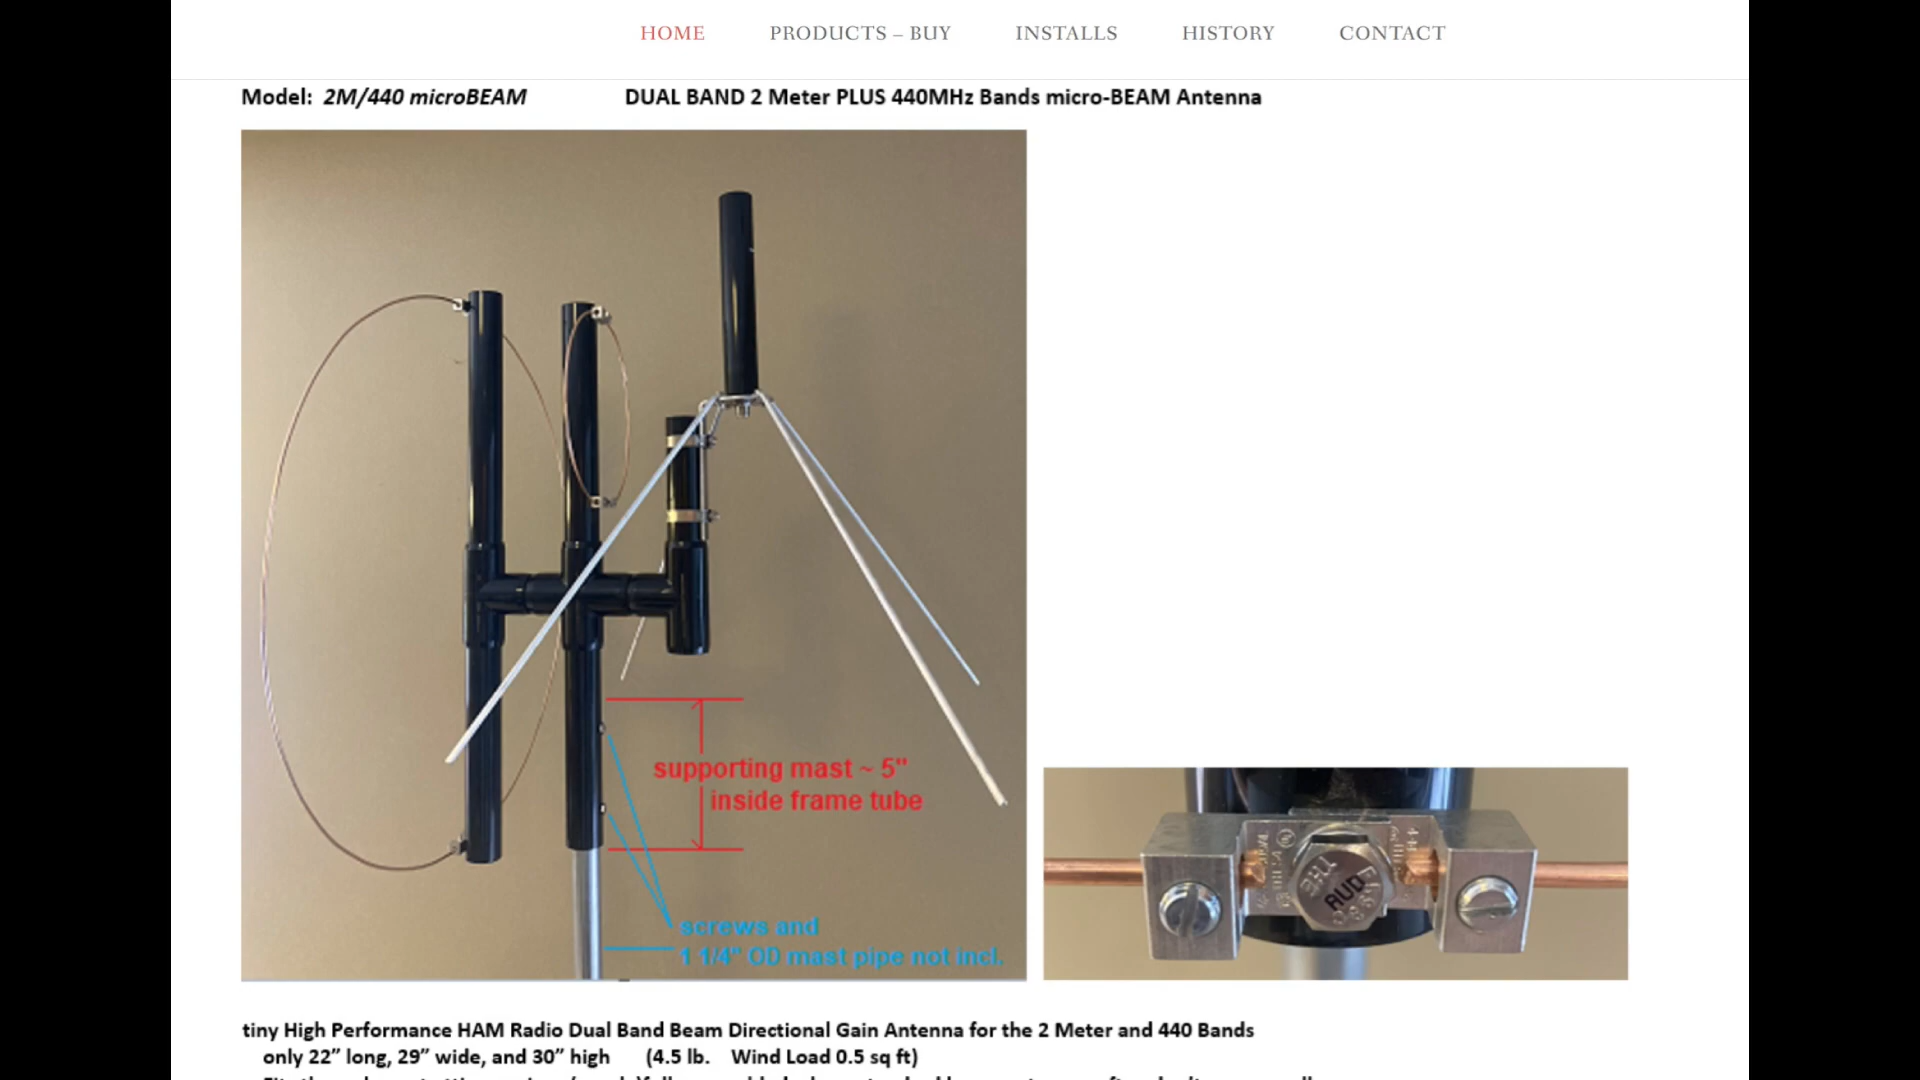 HOME PRODUCTS – BUY INSTALLS HISTORY CONTACT
Model: 2M/440 microBEAM DUAL BAND 2 Meter PLUS 440MHz Bands micro-BEAM Antenna
supporting mast ~ 5"
inside frame tube
screws and
1 1/4" OD mast pipe not incl.
THE
tiny High Performance HAM Radio Dual Band Beam Directional Gain Antenna for the 2 Meter and 440 Bands
only 22” long, 29” wide, and 30” high (4.5 lb. Wind Load 0.5 sq ft)